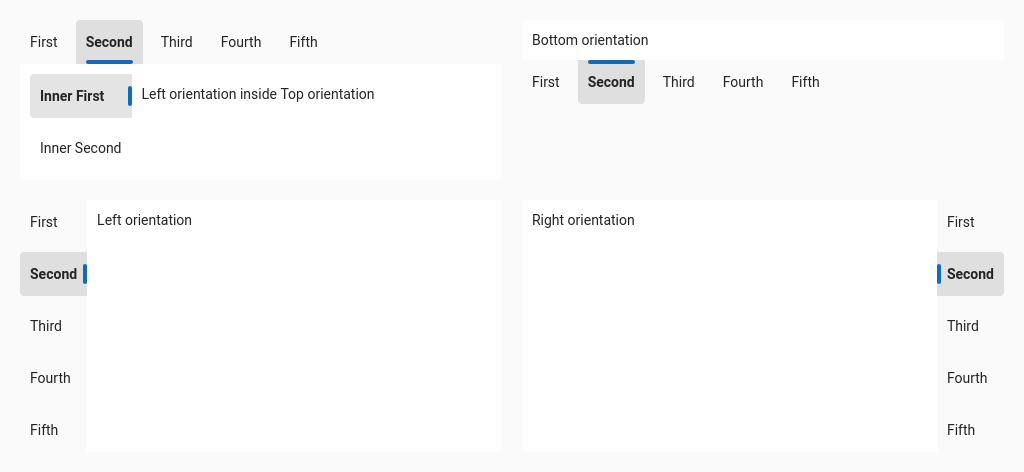 First Second Third Fourth Fifth
Inner First Left orientation inside Top orientation
Inner Second
Bottom orientation
First Second Third Fourth Fifth
First
Second
Third
Fourth
Fifth
Left orientation
Right orientation
First
Second
Third
Fourth
Fifth